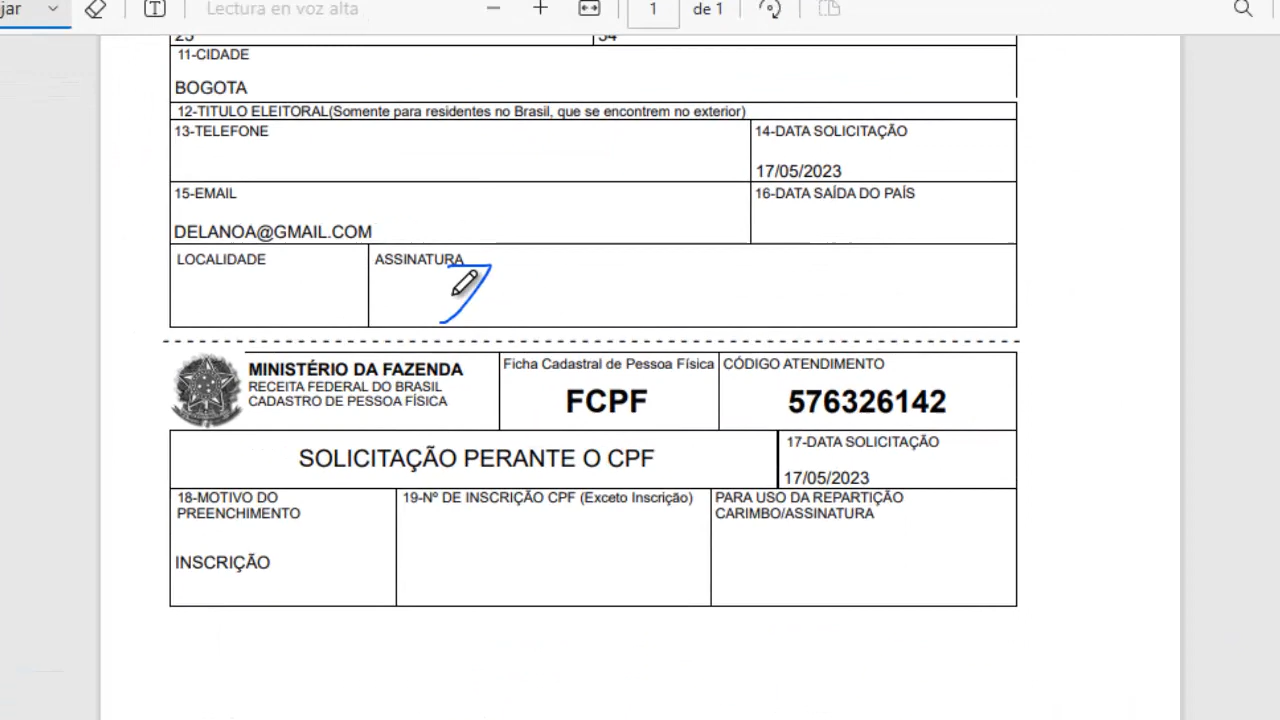 jar
Lectura en voz alta
1
de 1
11-CIDADE
BOGOTA
12-TITULO ELEITORAL(Somente para residentes no Brasil, que se encontrem no exterior)
13-TELEFONE
14-DATA SOLICITAÇÃO
17/05/2023
15-EMAIL
16-DATA SAÍDA DO PAÍS
DELANOA@GMAIL.COM
LOCALIDADE
ASSINATURA
MINISTÉRIO DA FAZENDA
RECEITA FEDERAL DO BRASIL
CADASTRO DE PESSOA FÍSICA
Ficha Cadastral de Pessoa Física
FCPF
CÓDIGO ATENDIMENTO
576326142
SOLICITAÇÃO PERANTE O CPF
17-DATA SOLICITAÇÃO
17/05/2023
18-MOTIVO DO
PREENCHIMENTO
INSCRIÇÃO
19-Nº DE INSCRIÇÃO CPF (Exceto Inscrição)
PARA USO DA REPARTIÇÃO
CARIMBO/ASSINATURA